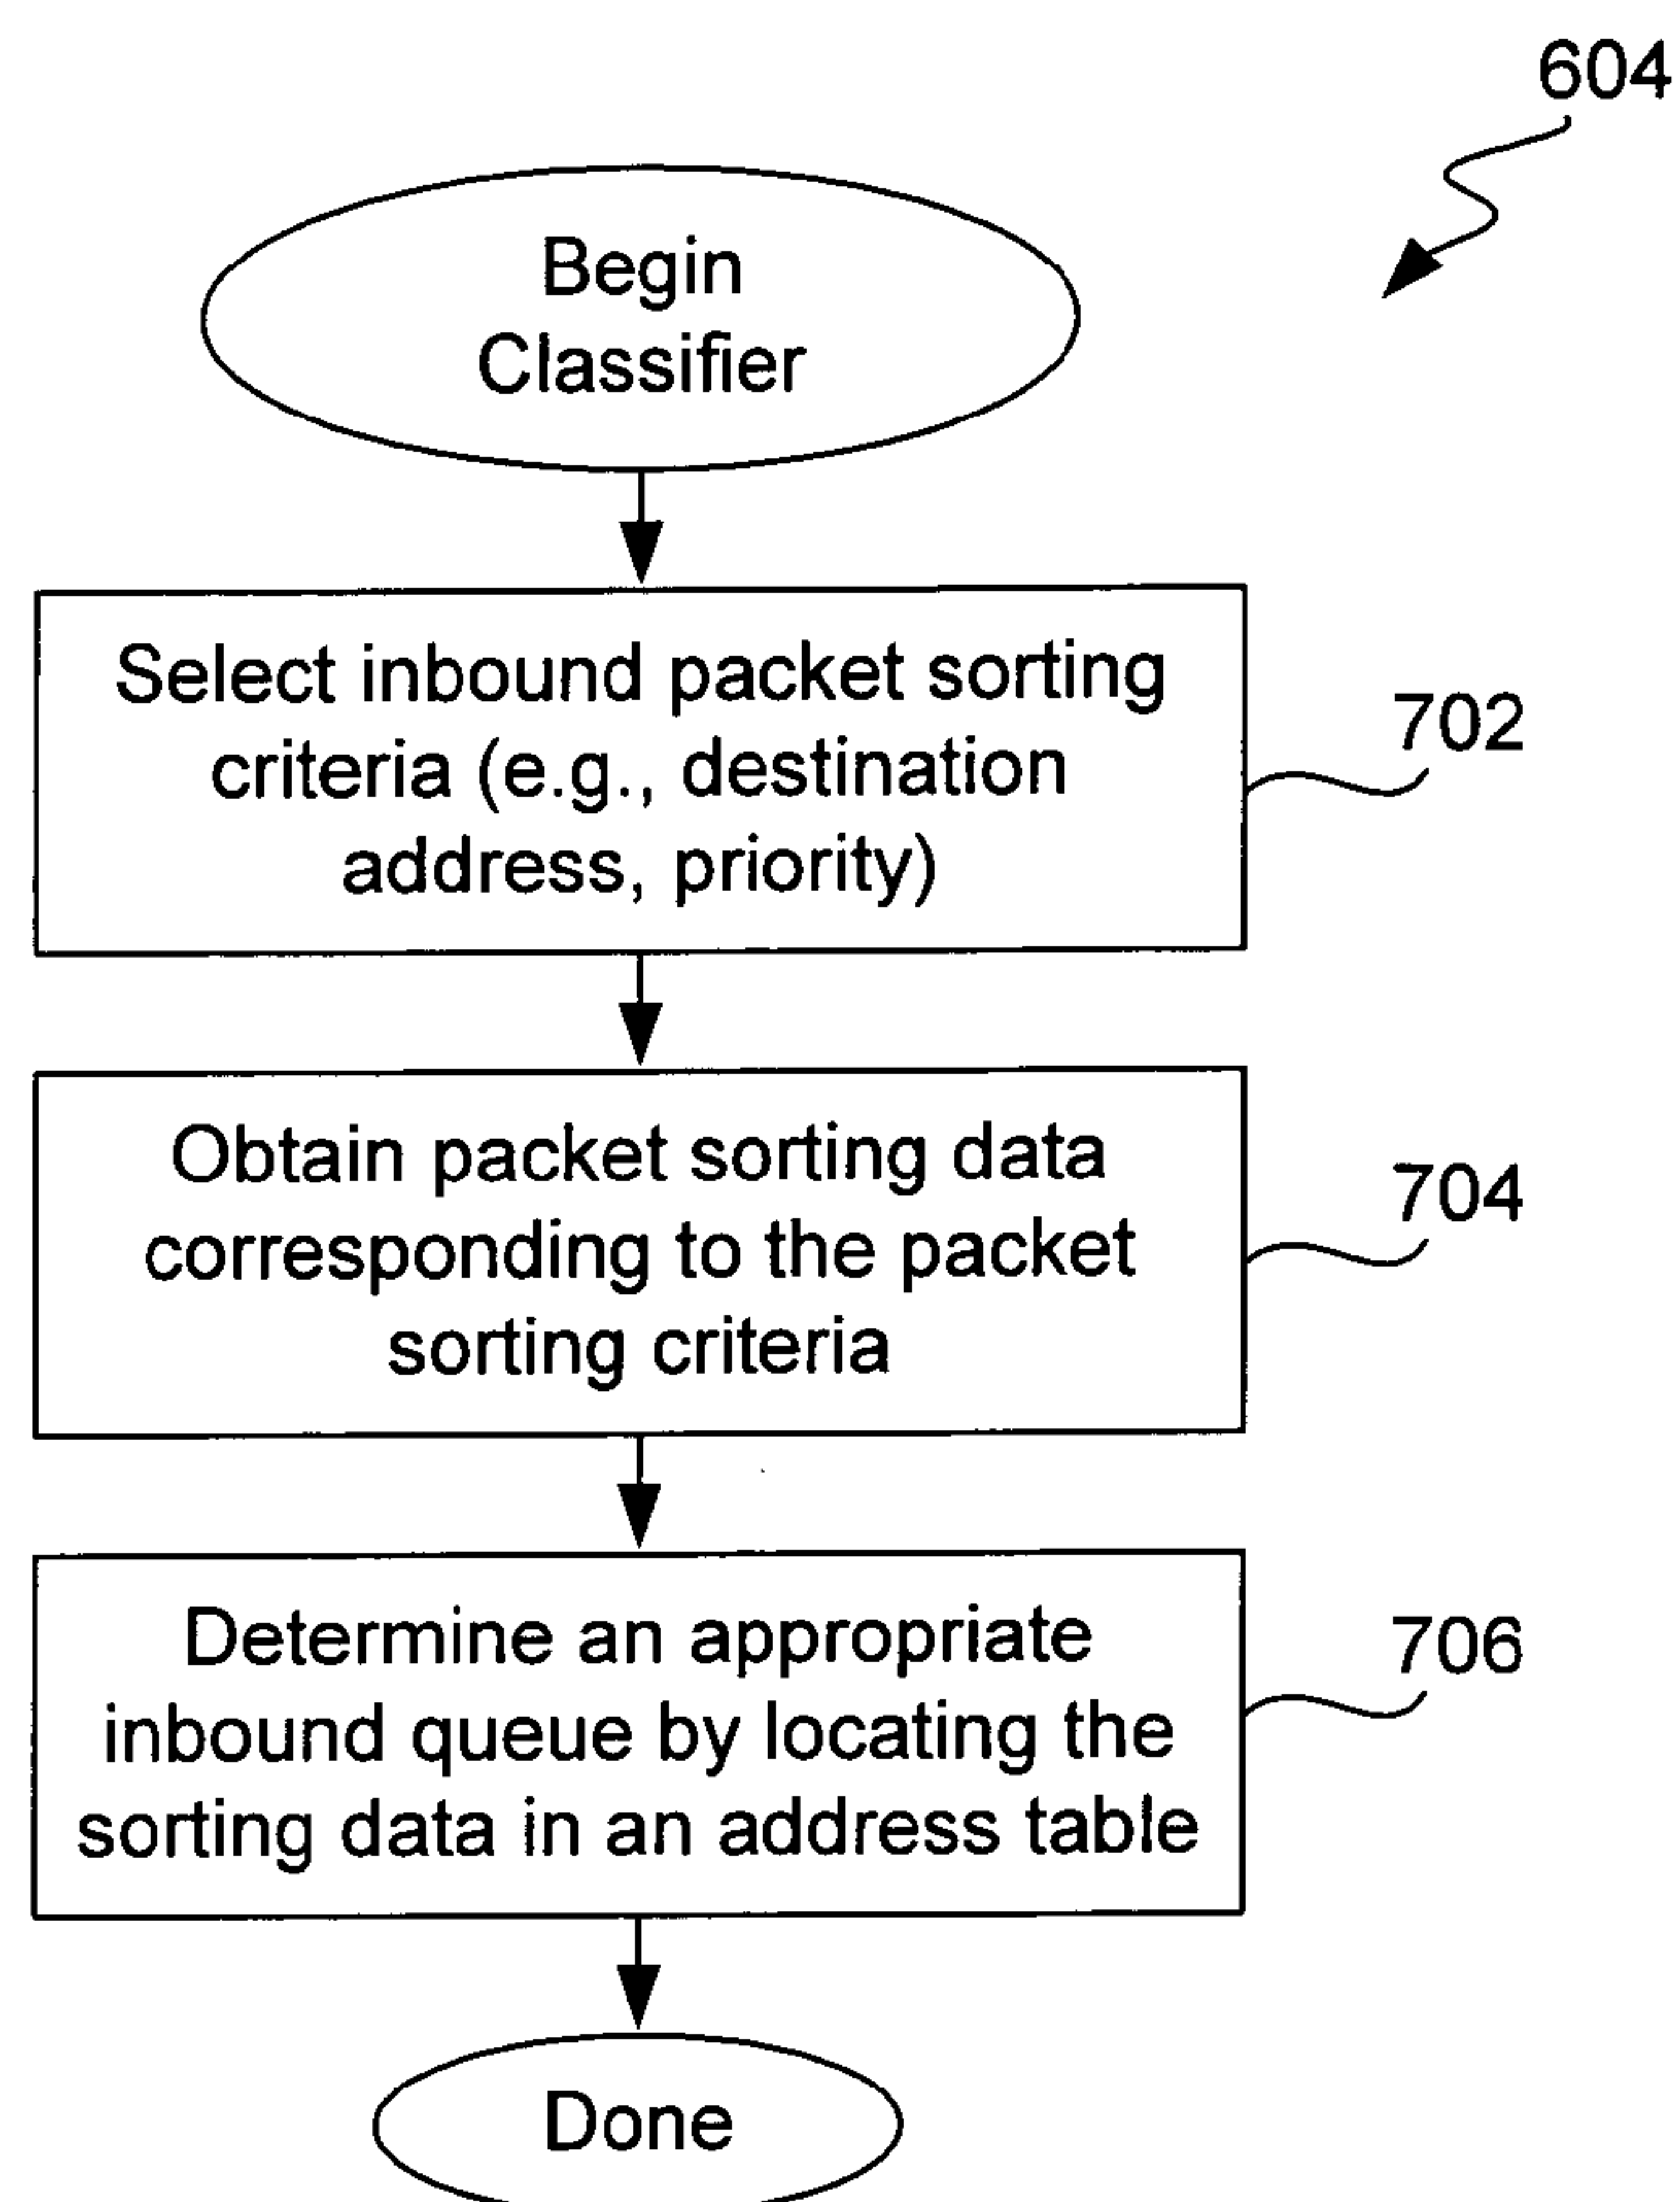 604
Begin
Classifier
Select inbound packet sorting
criteria (e.g., destination
address, priority)
702
Obtain packet sorting data
corresponding to the packet
sorting criteria
704
Determine an appropriate
inbound queue by locating the
sorting data in an address table
706
Done